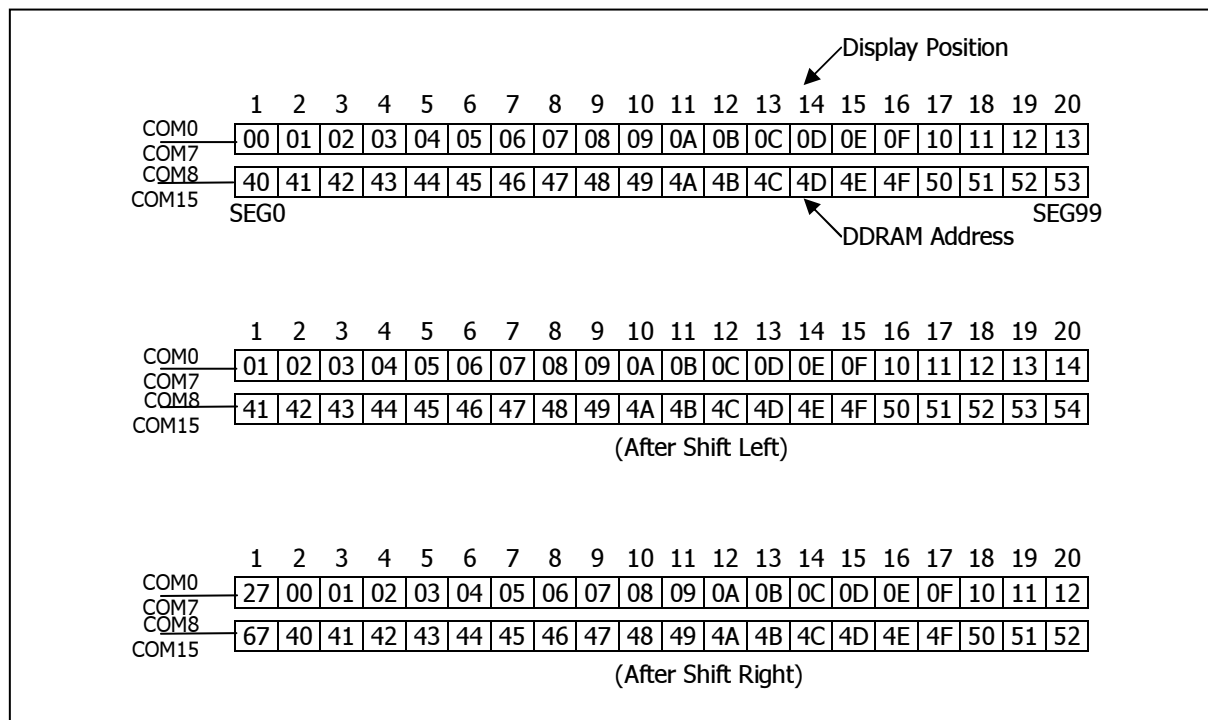 Display Position
1 2 3 4 5 6 7 8 9 10 11 12 13 14 15 16 17 18 19 20
COM0
COM7
00 01 02 03 04 05 06 07 08 09 0A 0B 0C 0D 0E 0F 10 11 12 13
COM8
COM15
40 41 42 43 44 45 46 47 48 49 4A 4B 4C 4D 4E 4F 50 51 52 53
SEG0 SEG99
DDRAM Address
1 2 3 4 5 6 7 8 9 10 11 12 13 14 15 16 17 18 19 20
COM0
COM7
01 02 03 04 05 06 07 08 09 0A 0B 0C 0D 0E 0F 10 11 12 13 14
COM8
COM15
41 42 43 44 45 46 47 48 49 4A 4B 4C 4D 4E 4F 50 51 52 53 54
(After Shift Left)
1 2 3 4 5 6 7 8 9 10 11 12 13 14 15 16 17 18 19 20
COM0
COM7
27 00 01 02 03 04 05 06 07 08 09 0A 0B 0C 0D 0E 0F 10 11 12
COM8
COM15
67 40 41 42 43 44 45 46 47 48 49 4A 4B 4C 4D 4E 4F 50 51 52
(After Shift Right)